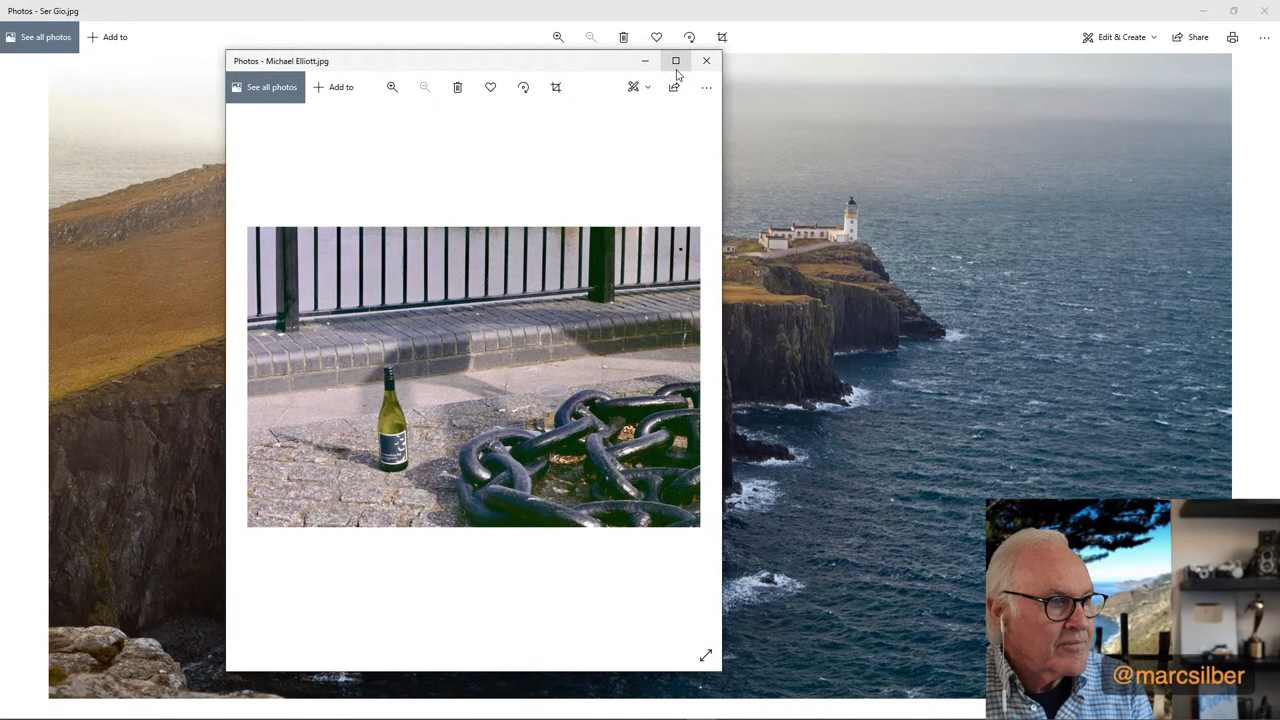 Photos - Ser Gio.jpg
See all photos
Add to
Edit & Create
Share
Photos - Michael Elliott.jpg
See all photos
Add to
@marcsilber